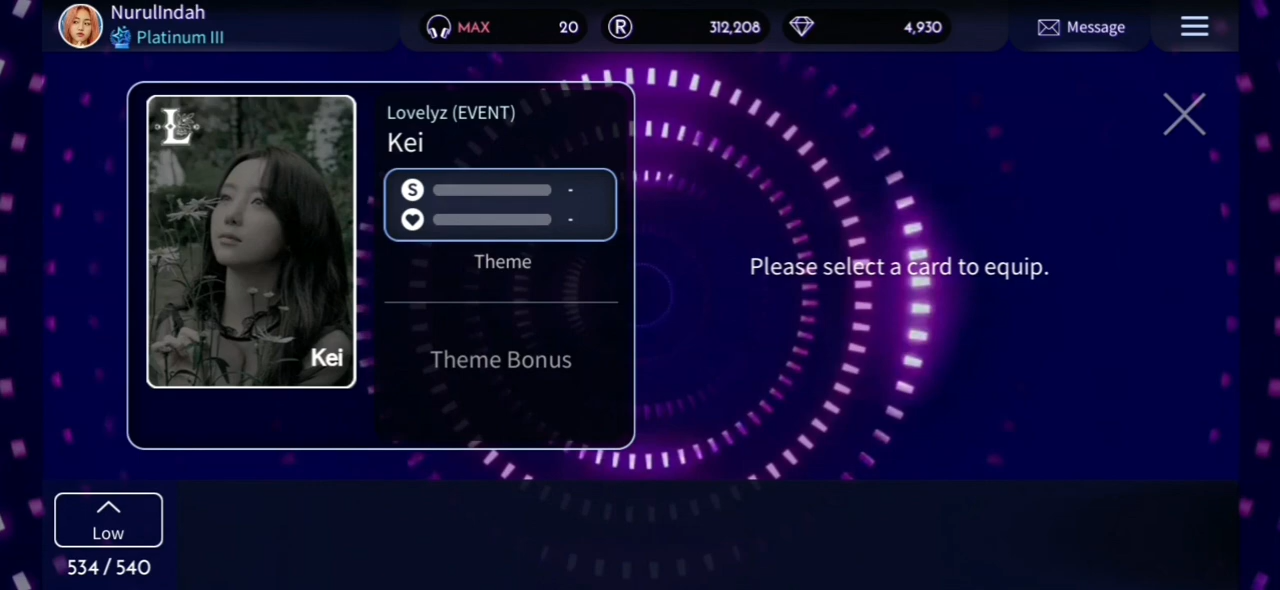 NurulIndah
Platinum III
MAX 20
R 312,208
4,930
Message
Lovelyz (EVENT)
Kei
S -
-
Theme
Theme Bonus
L
Kei
Please select a card to equip.
Low
534 / 540